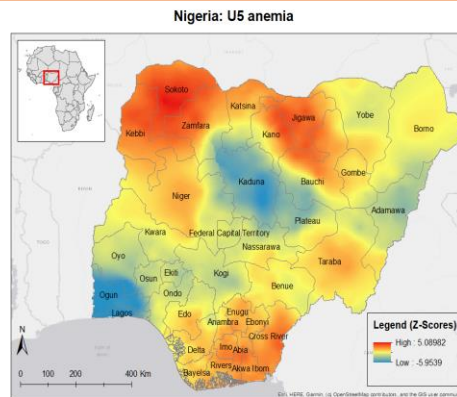 Nigeria: U5 anemia
Sokoto
Katsina
Jigawa
Yobe
Borno
Zamfara
Kano
Kebbi
Gombe
Kaduna
Bauchi
Niger
Adamawa
Plateau
Kwara
Federal Capital Territory
Nassarawa
Oyo
Taraba
Osun
Ekiti
Kogi
Benue
Ogun
Ondo
Lagos
Edo
Enugu
Anambra
Ebonyi
Cross River
Delta
Imo
Abia
Rivers
Akwa Ibom
Bayelsa
N
0 100 200 400 Km
Legend (Z-Scores)
High : 5.08982
Low : -5.9539